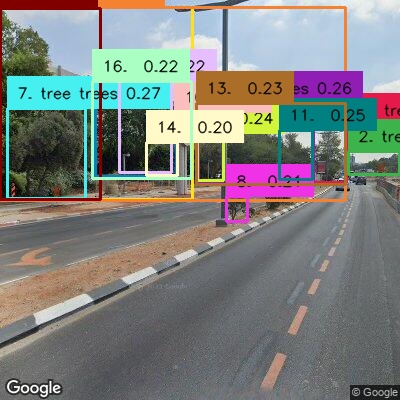 16. 0.22
22
7. tree trees 0.27
13. 0.23
es 0.26
0.24
11. 0.25
tre
14. 0.20
2. tre
8. 0.21
Google
© Google